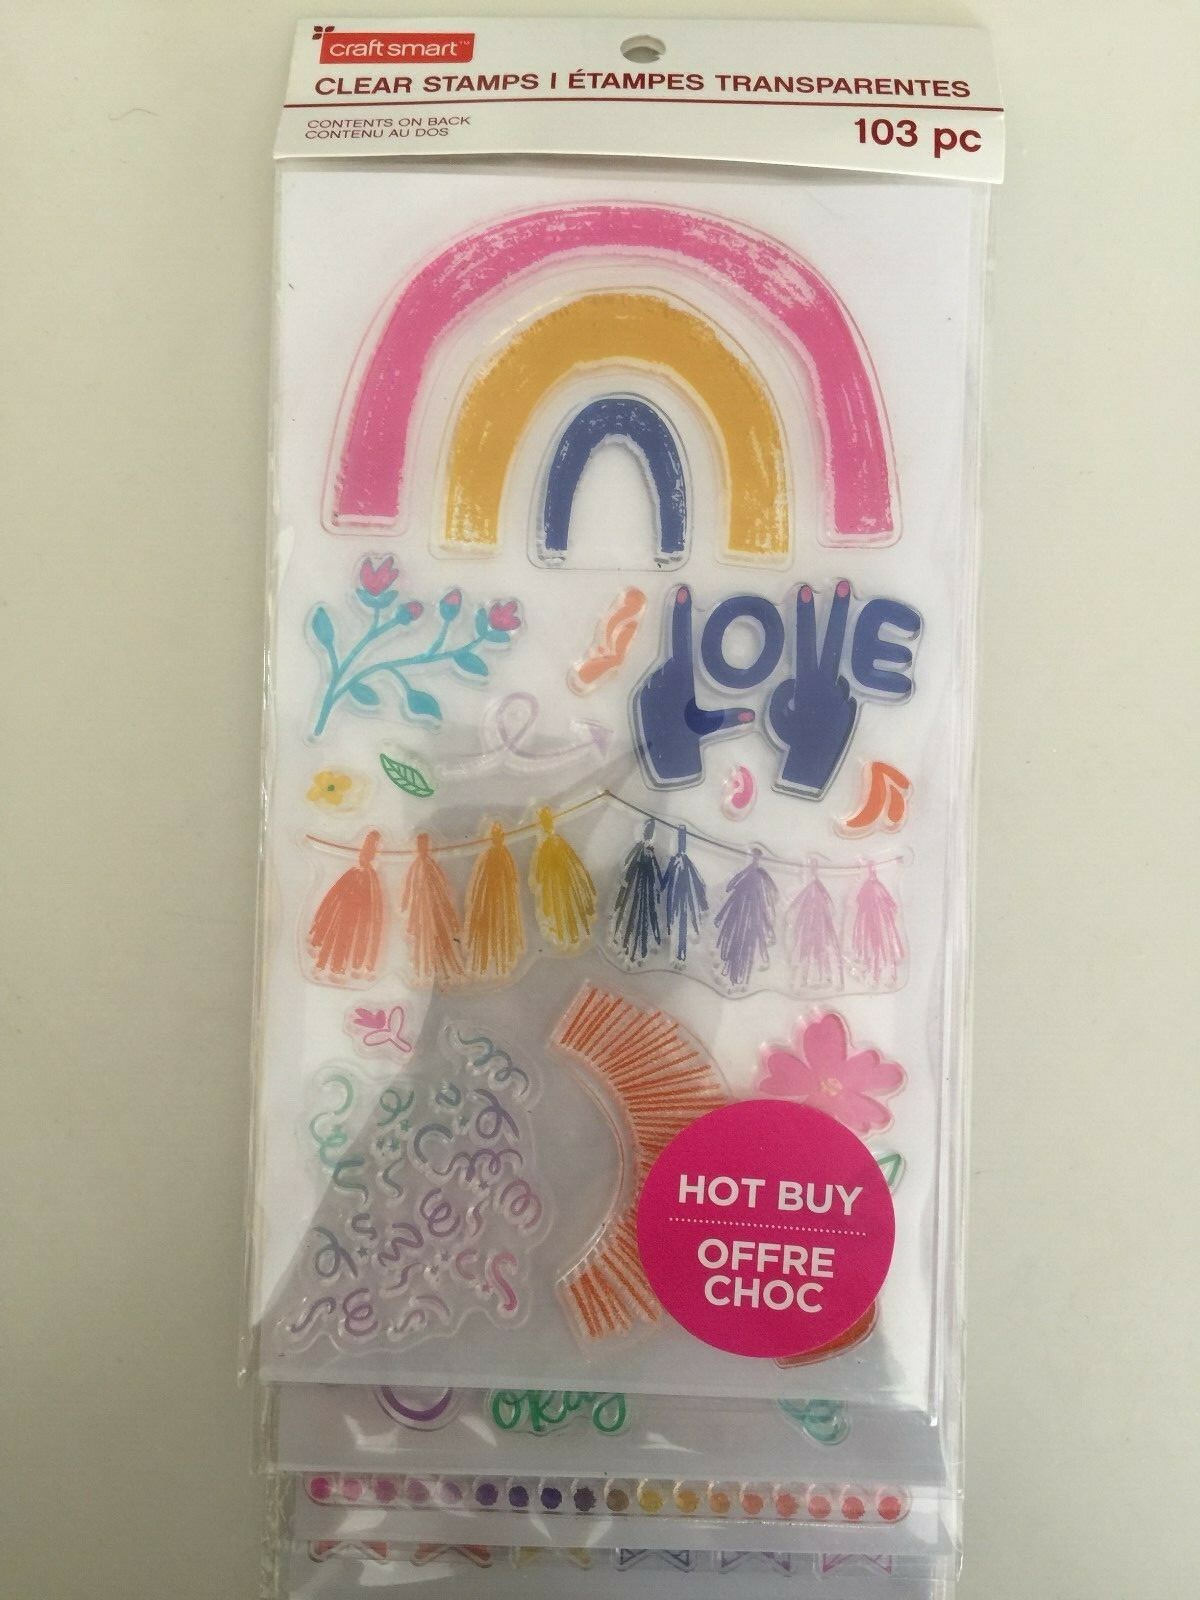 craft smart™
CLEAR STAMPS | ÉTAMPES TRANSPARENTES
CONTENTS ON BACK
CONTENU AU DOS
103 pc
LOVE
HOT BUY
OFFRE
CHOC
okay